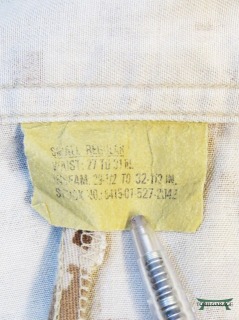 SMALL REGULAR
WAIST: 27 TO 31 IN.
INSEAM: 29-1/2 TO 32-1/2 IN.
STOCK NO.: 8415-01-527-2043